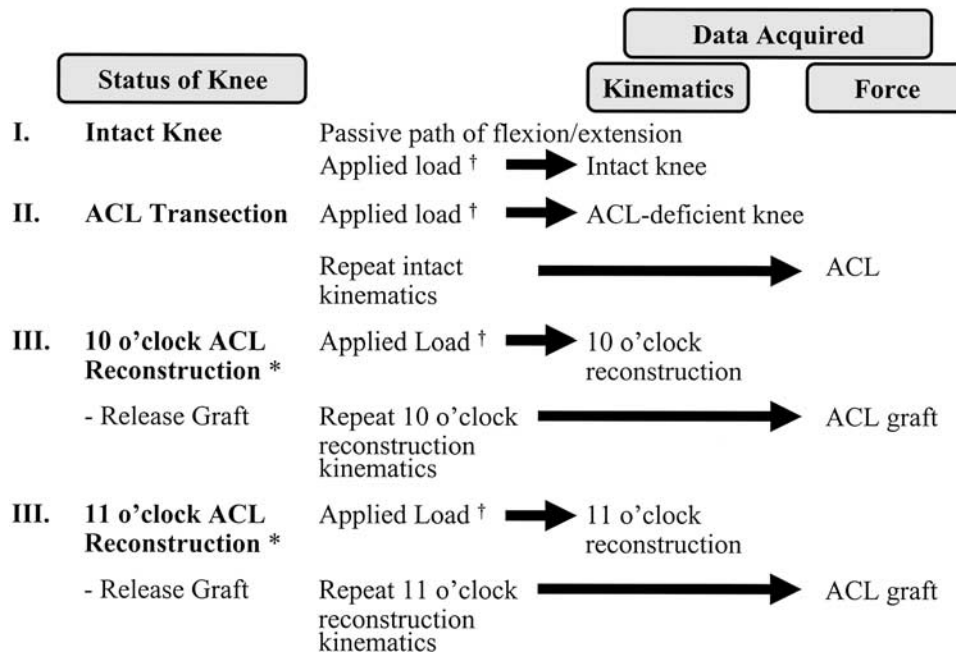 Data Acquired
Status of Knee
Kinematics
Force
I. Intact Knee Passive path of flexion/extension
Applied load † Intact knee
II. ACL Transection Applied load † ACL-deficient knee
Repeat intact ACL
kinematics
III. 10 o'clock ACL Applied Load † 10 o'clock
Reconstruction * reconstruction
- Release Graft Repeat 10 o'clock ACL graft
reconstruction
kinematics
III. 11 o'clock ACL Applied Load † 11 o'clock
Reconstruction * reconstruction
- Release Graft Repeat 11 o'clock ACL graft
reconstruction
kinematics